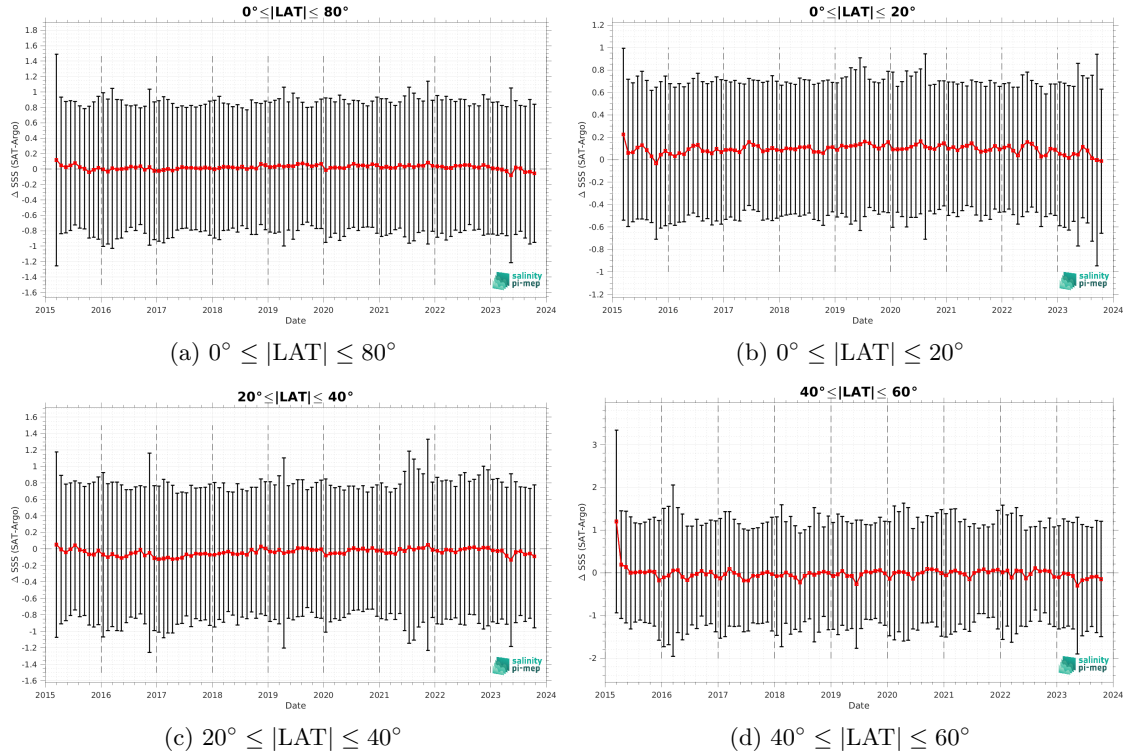 0°≤|LAT|≤ 80°
1.8
1.6
1.4
1.2
1
0.8
0.6
0.4
0.2
0
-0.2
-0.4
-0.6
-0.8
-1
-1.2
-1.4
-1.6
Δ SSS (SAT-Argo)
2015 2016 2017 2018 2019 2020 2021 2022 2023 2024
Date
salinity
pi-mep
(a) 0° ≤ |LAT| ≤ 80°
0°≤|LAT|≤ 20°
1.2
1
0.8
0.6
0.4
0.2
0
-0.2
-0.4
-0.6
-0.8
-1
-1.2
Δ SSS (SAT-Argo)
2015 2016 2017 2018 2019 2020 2021 2022 2023 2024
Date
salinity
pi-mep
(b) 0° ≤ |LAT| ≤ 20°
20°≤|LAT|≤ 40°
1.6
1.4
1.2
1
0.8
0.6
0.4
0.2
0
-0.2
-0.4
-0.6
-0.8
-1
-1.2
-1.4
-1.6
Δ SSS (SAT-Argo)
2015 2016 2017 2018 2019 2020 2021 2022 2023 2024
Date
salinity
pi-mep
(c) 20° ≤ |LAT| ≤ 40°
40°≤|LAT|≤ 60°
3
2
1
0
-1
-2
Δ SSS (SAT-Argo)
2015 2016 2017 2018 2019 2020 2021 2022 2023 2024
Date
salinity
pi-mep
(d) 40° ≤ |LAT| ≤ 60°